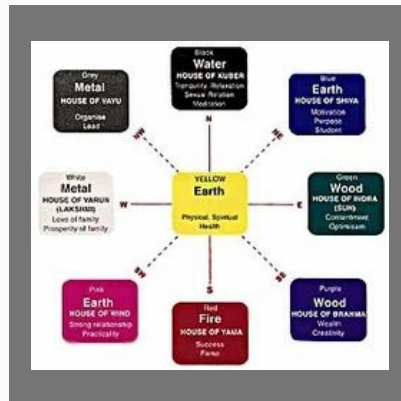 Black
Water
HOUSE OF KUBER
Tranquility, Relaxation
Sexual Relation
Meditation
Grey
Metal
HOUSE OF VAYU
Organise
Lead
Blue
Earth
HOUSE OF SHIVA
Motivation
Purpose
Student
NW
N
NE
White
Metal
HOUSE OF VARUN
(LAKSHMI)
Love of family
Prosperity of family
W
YELLOW
Earth
Physical, Spiritual
Health
E
Green
Wood
HOUSE OF INDRA
(SUN)
Contentment
Optimisam
SW
S
SE
Pink
Earth
HOUSE OF WIND
Strong relationship
Practicality
Red
Fire
HOUSE OF YAMA
Success
Fame
Purple
Wood
HOUSE OF BRAHMA
Wealth
Creativity